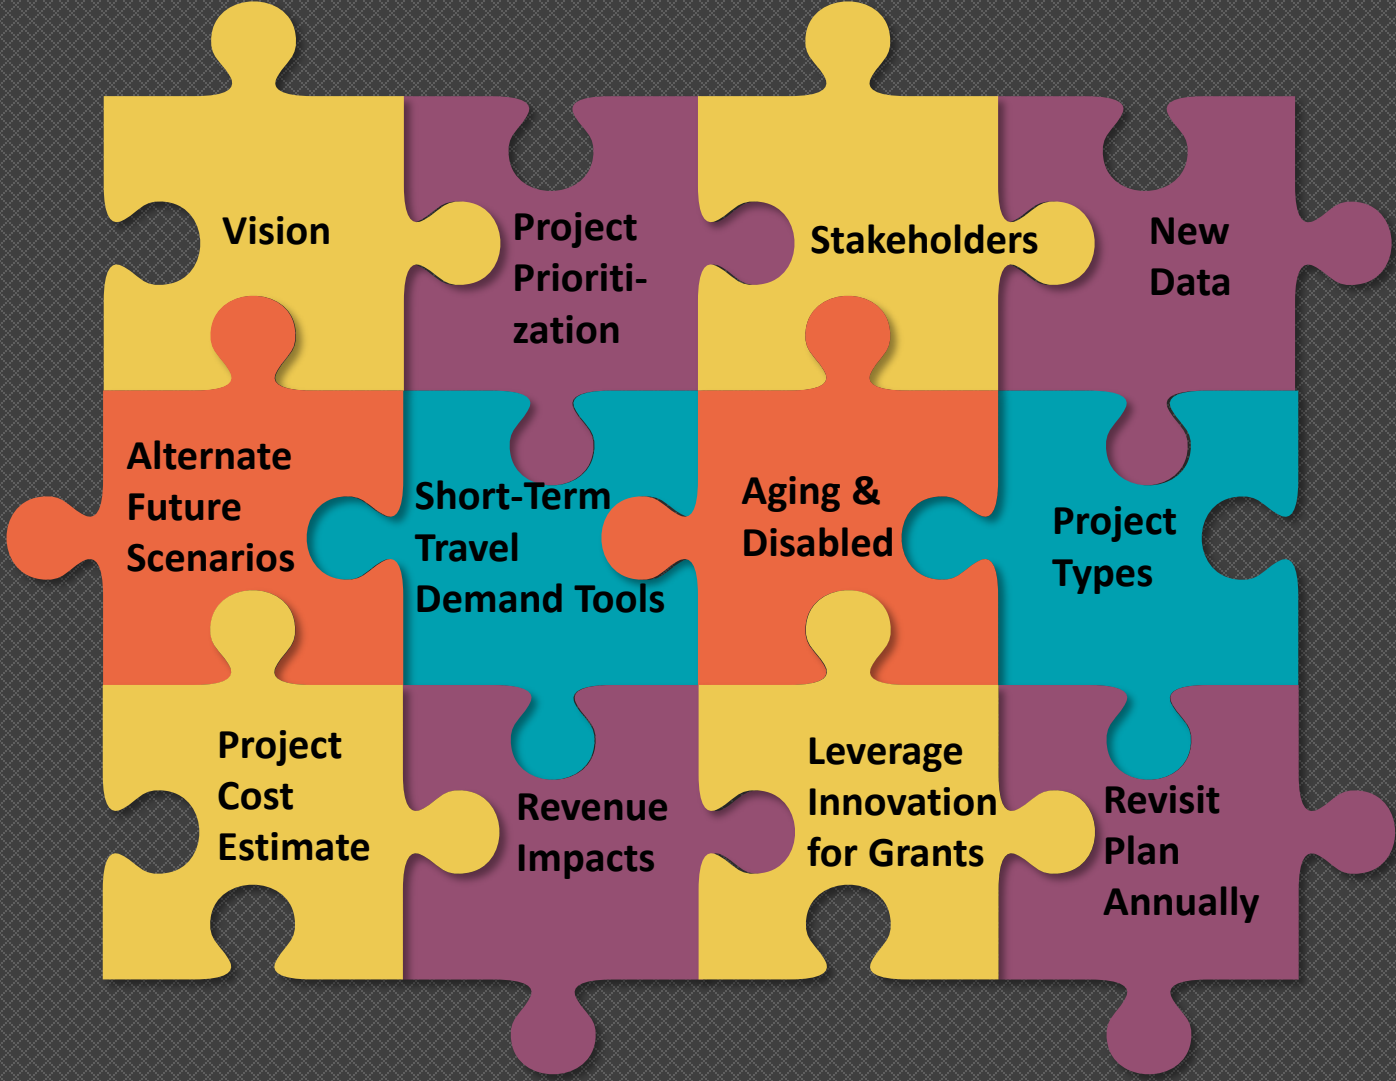 Vision
Project
Prioriti-
zation
Stakeholders
New
Data
Alternate
Future
Scenarios
Short-Term
Travel
Demand Tools
Aging &
Disabled
Project
Types
Project
Cost
Estimate
Revenue
Impacts
Leverage
Innovation
for Grants
Revisit
Plan
Annually